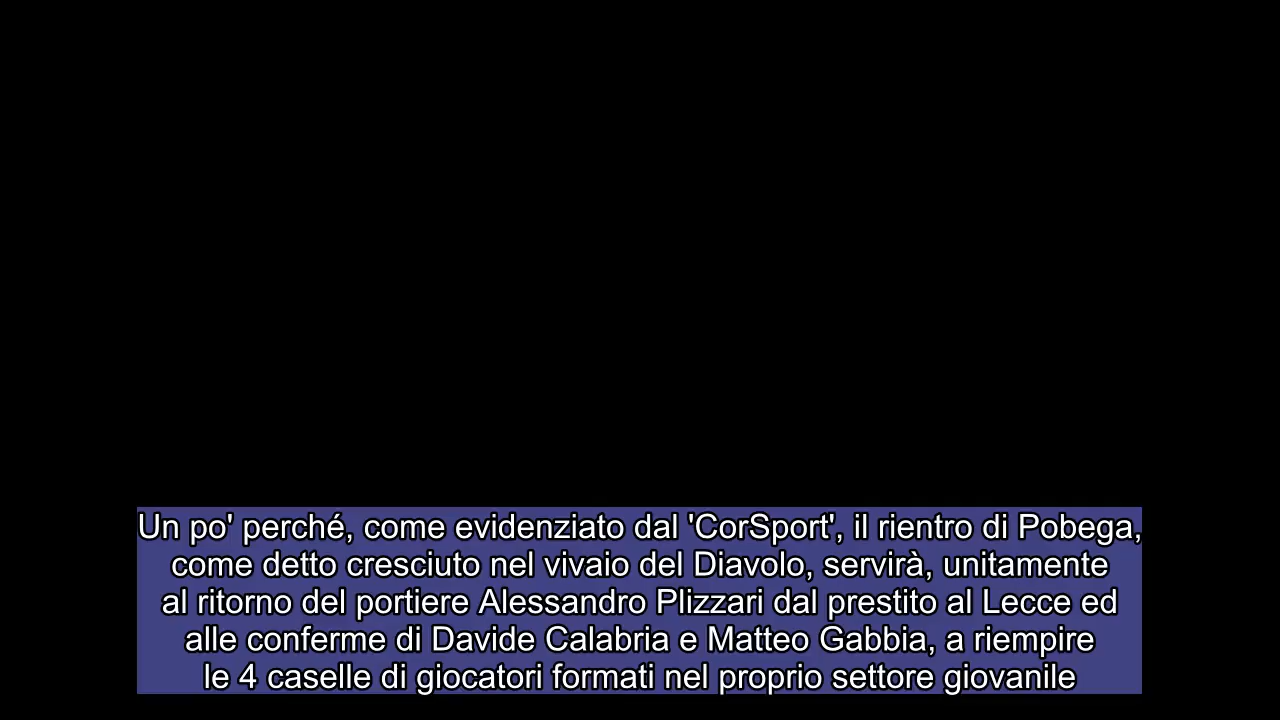 Un po' perché, come evidenziato dal 'CorSport', il rientro di Pobega,
come detto cresciuto nel vivaio del Diavolo, servirà, unitamente
al ritorno del portiere Alessandro Plizzari dal prestito al Lecce ed
alle conferme di Davide Calabria e Matteo Gabbia, a riempire
le 4 caselle di giocatori formati nel proprio settore giovanile